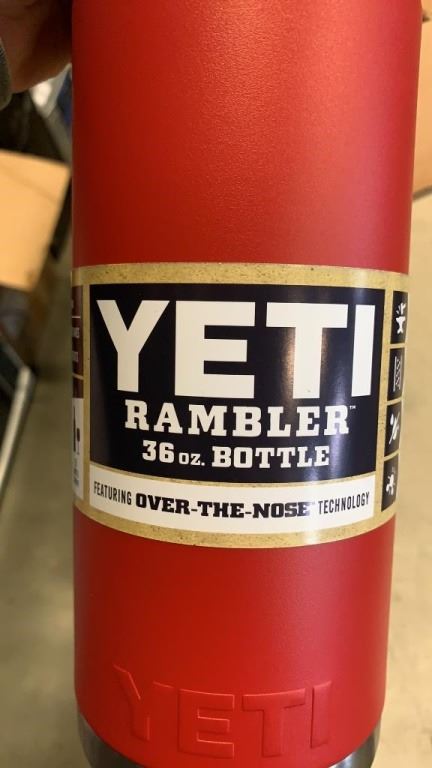 YETI
RAMBLER™
36 oz. BOTTLE
FEATURING OVER-THE-NOSE™ TECHNOLOGY
YETI